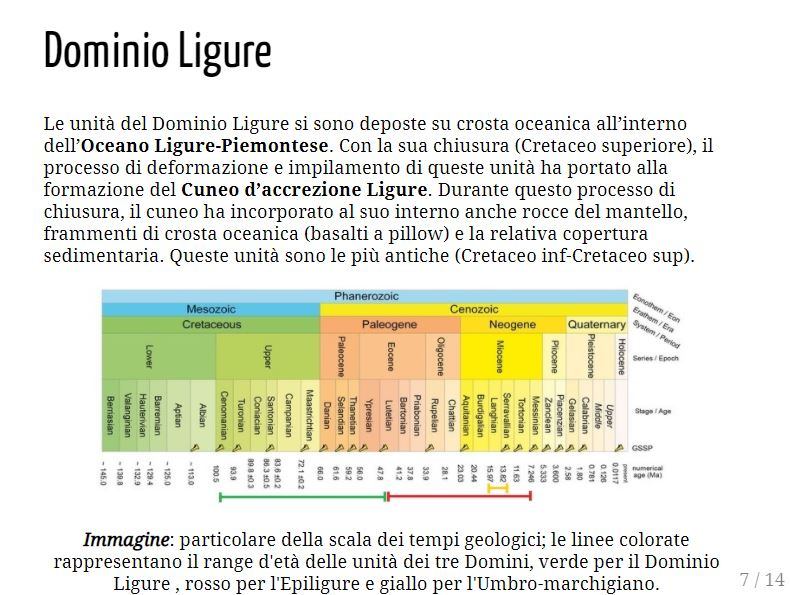 Dominio Ligure
Le unità del Dominio Ligure si sono deposte su crosta oceanica all’interno
dell’Oceano Ligure-Piemontese. Con la sua chiusura (Cretaceo superiore), il
processo di deformazione e impilamento di queste unità ha portato alla
formazione del Cuneo d’accrezione Ligure. Durante questo processo di
chiusura, il cuneo ha incorporato al suo interno anche rocce del mantello,
frammenti di crosta oceanica (basalti a pillow) e la relativa copertura
sedimentaria. Queste unità sono le più antiche (Cretaceo inf-Cretaceo sup).
Phanerozoic
Eonothem / Eon
Mesozoic
Cenozoic
Erathem / Era
Cretaceous
Paleogene
Neogene
Quaternary
System / Period
Lower
Upper
Paleocene
Eocene
Oligocene
Miocene
Pliocene
Pleistocene
Holocene
Series / Epoch
Berriasian
Valanginian
Hauterivian
Barremian
Aptian
Albian
Cenomanian
Turonian
Coniacian
Santonian
Campanian
Maastrichtian
Danian
Selandian
Thanetian
Ypresian
Lutetian
Bartonian
Priabonian
Rupelian
Chattian
Aquitanian
Burdigalian
Langhian
Serravallian
Tortonian
Messinian
Zanclean
Piacenzian
Gelasian
Calabrian
Middle
Upper
Stage / Age
GSSP
~ 145.0
~ 139.8
~ 132.9
~ 129.4
~ 125.0
~ 113.0
100.5
93.9
89.8 ±0.3
86.3 ±0.5
83.6 ±0.2
72.1 ±0.2
66.0
61.6
59.2
56.0
47.8
41.2
37.8
33.9
28.1
23.03
20.44
15.97
13.82
11.63
7.246
5.333
3.600
2.58
1.80
0.781
0.126
0.0117
present
numerical
age (Ma)
Immagine: particolare della scala dei tempi geologici; le linee colorate
rappresentano il range d'età delle unità dei tre Domini, verde per il Dominio
Ligure , rosso per l'Epiligure e giallo per l'Umbro-marchigiano.
7 / 14